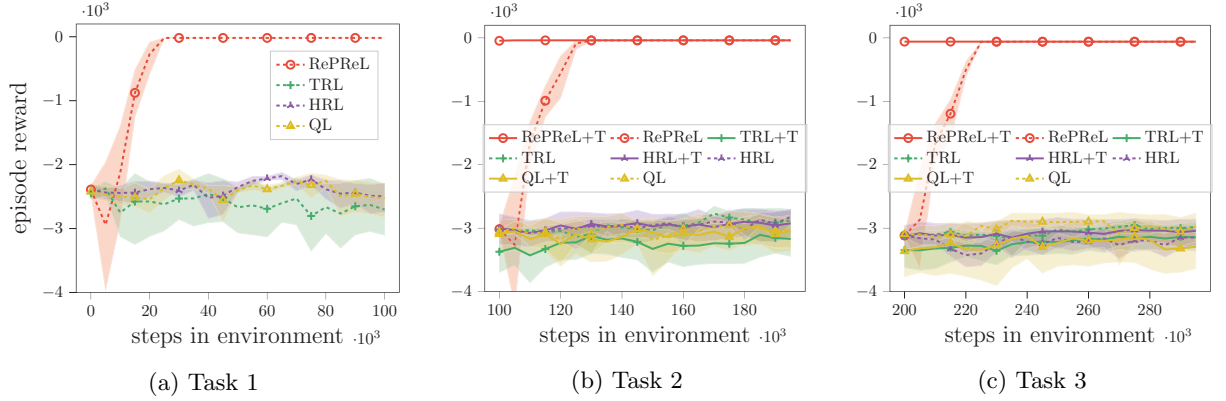 ·10³
0
−1
−2
−3
−4
episode reward
RePReL
TRL
HRL
QL
0 20 40 60 80 100
steps in environment ·10³
(a) Task 1
·10³
0
−1
−2
−3
−4
RePReL+T RePReL TRL+T
TRL HRL+T HRL
QL+T QL
100 120 140 160 180
steps in environment ·10³
(b) Task 2
·10³
0
−1
−2
−3
−4
RePReL+T RePReL TRL+T
TRL HRL+T HRL
QL+T QL
200 220 240 260 280
steps in environment ·10³
(c) Task 3